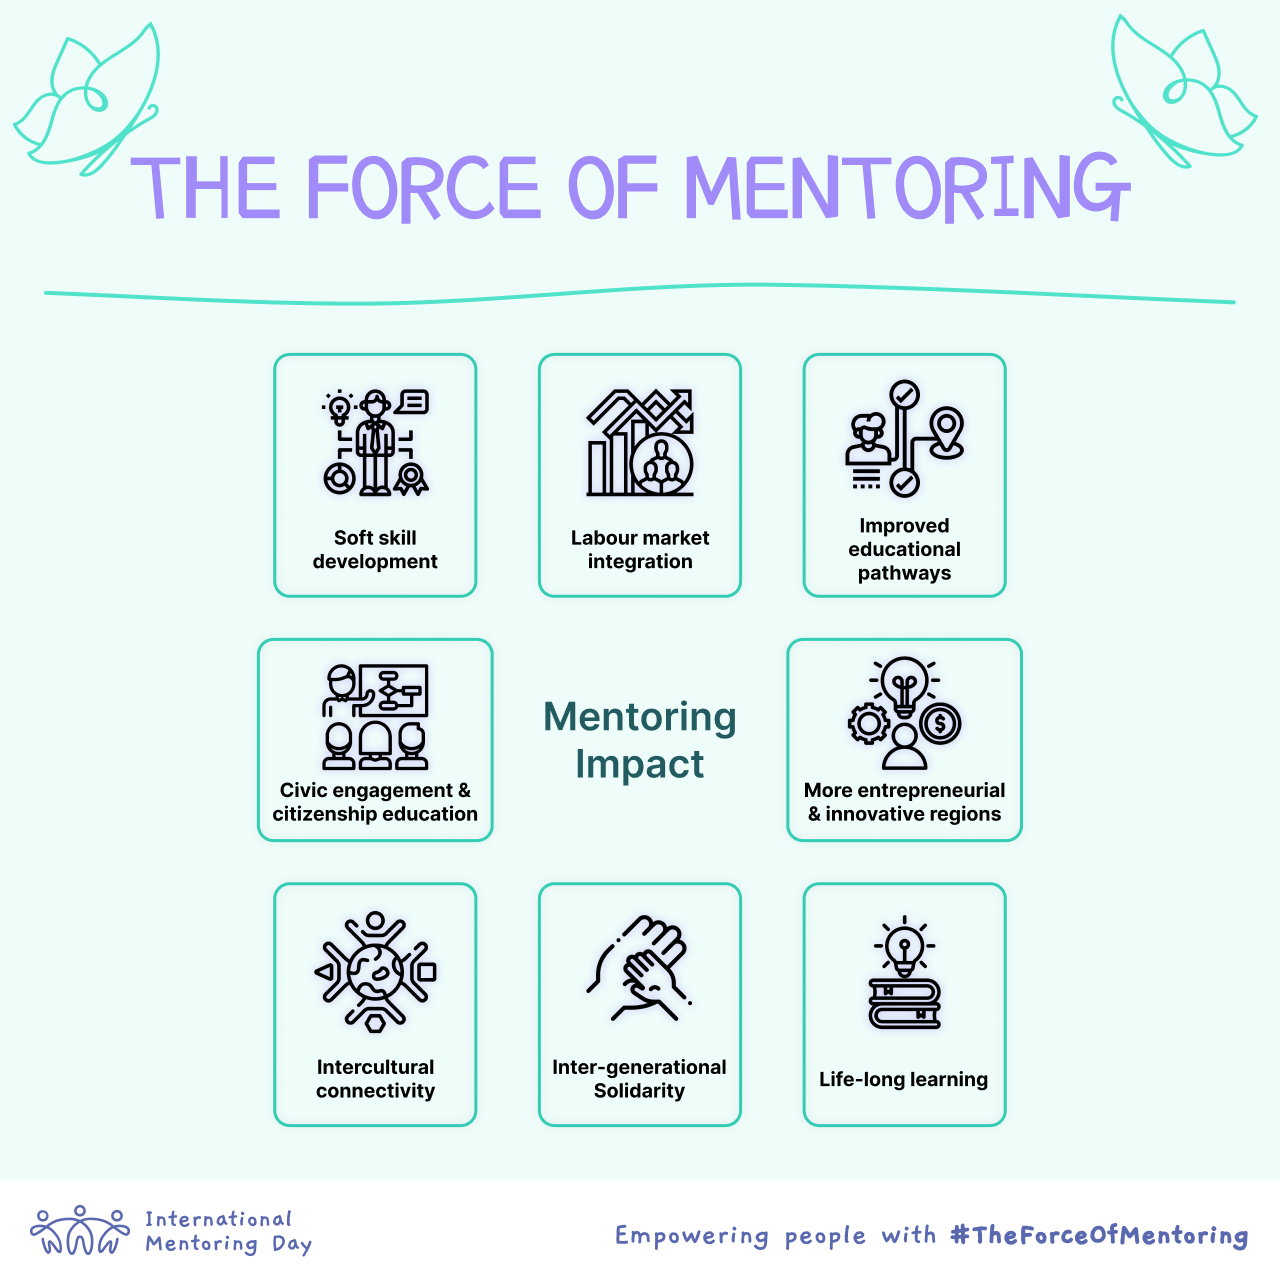 THE FORCE OF MENTORING
Soft skill
development
Labour market
integration
Improved
educational
pathways
Civic engagement &
citizenship education
Mentoring
Impact
More entrepreneurial
& innovative regions
Intercultural
connectivity
Inter-generational
Solidarity
Life-long learning
International
Mentoring Day
Empowering people with #TheForceOfMentoring